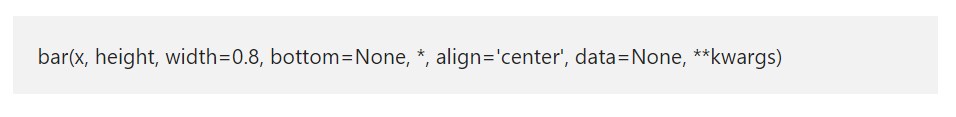 bar(x, height, width=0.8, bottom=None, *, align='center', data=None, **kwargs)